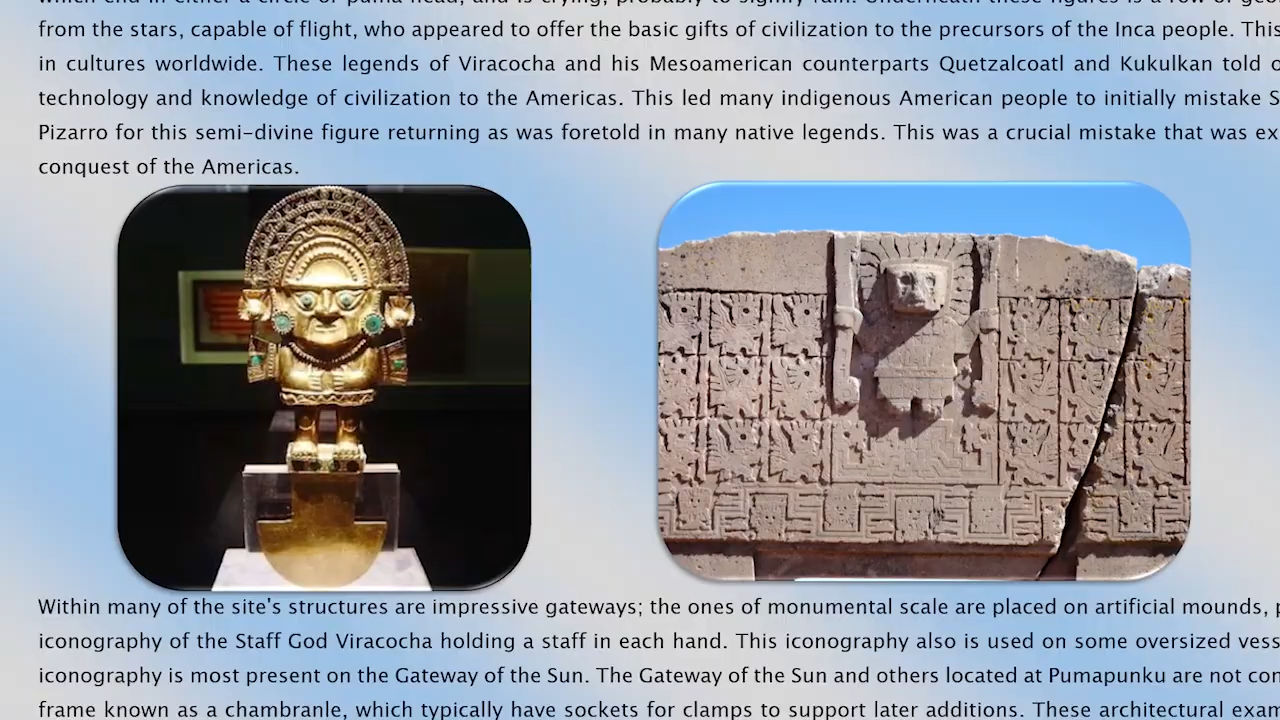 from the stars, capable of flight, who appeared to offer the basic gifts of civilization to the precursors of the Inca people. This
in cultures worldwide. These legends of Viracocha and his Mesoamerican counterparts Quetzalcoatl and Kukulkan told o
technology and knowledge of civilization to the Americas. This led many indigenous American people to initially mistake S
Pizarro for this semi-divine figure returning as was foretold in many native legends. This was a crucial mistake that was ex
conquest of the Americas.
Within many of the site's structures are impressive gateways; the ones of monumental scale are placed on artificial mounds, p
iconography of the Staff God Viracocha holding a staff in each hand. This iconography also is used on some oversized vess
iconography is most present on the Gateway of the Sun. The Gateway of the Sun and others located at Pumapunku are not con
frame known as a chambranle, which typically have sockets for clamps to support later additions. These architectural exam